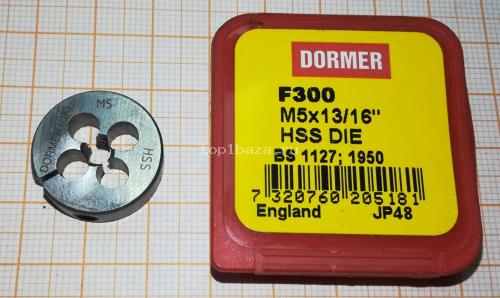 M5
DORMER (UK)
HSS
DORMER
F300
M5x13/16"
HSS DIE
BS 1127; 1950
7 320760 205181
England JP48
top1baza.ru